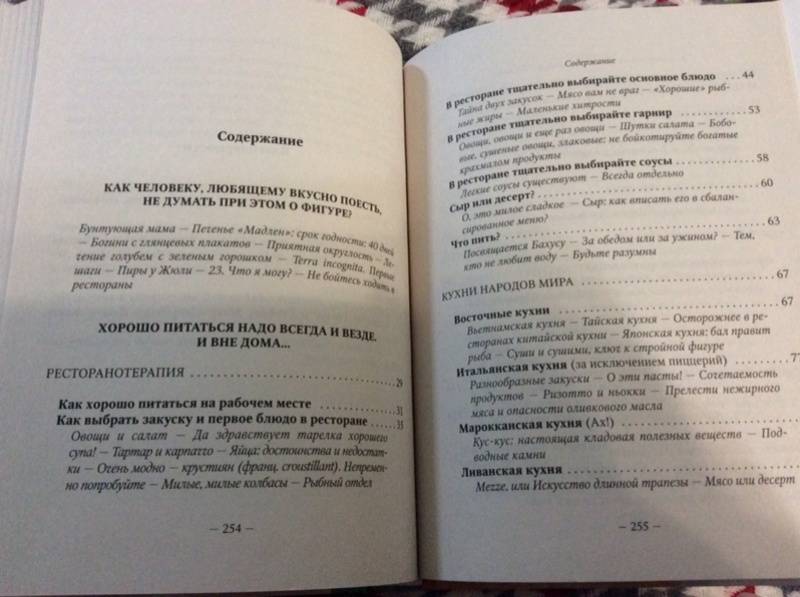 Содержание
КАК ЧЕЛОВЕКУ, ЛЮБЯЩЕМУ ВКУСНО ПОЕСТЬ,
НЕ ДУМАТЬ ПРИ ЭТОМ О ФИГУРЕ?
Бунтующая мама — Печенье «Мадлен»; срок годности: 40 дней
— Богини с глянцевых плакатов — Приятная округлость — Ле-
чение голубем с зеленым горошком — Terra incognita. Первые
шаги — Пиры у Жюли — 23. Что я могу? — Не бойтесь ходить в
рестораны
ХОРОШО ПИТАТЬСЯ НАДО ВСЕГДА И ВЕЗДЕ.
И ВНЕ ДОМА...
РЕСТОРАНОТЕРАПИЯ 29
Как хорошо питаться на рабочем месте 31
Как выбрать закуску и первое блюдо в ресторане 35
Овощи и салат — Да здравствует тарелка хорошего
супа! — Тартар и карпаччо — Яйца: достоинства и недостат-
ки — Очень модно — крустиян (франц. croustillant). Непремен-
но попробуйте — Милые, милые колбасы — Рыбный отдел
— 254 —
Содержание
В ресторане тщательно выбирайте основное блюдо ... 44
Тайна двух закусок — Мясо вам не враг — «Хорошие» рыб-
ные жиры — Маленькие хитрости
В ресторане тщательно выбирайте гарнир 53
Овощи, овощи и еще раз овощи — Шутки салата — Бобо-
вые, сушеные овощи, злаковые: не бойкотируйте богатые
крахмалом продукты
В ресторане тщательно выбирайте соусы 58
Легкие соусы существуют — Всегда отдельно
Сыр или десерт? 60
О, это милое сладкое — Сыр: как вписать его в сбалан-
сированное меню?
Что пить? 63
Посвящается Бахусу — За обедом или за ужином? — Тем,
кто не любит воду — Будьте разумны
КУХНИ НАРОДОВ МИРА 67
Восточные кухни 67
Вьетнамская кухня — Тайская кухня — Осторожнее в ре-
сторанах китайской кухни — Японская кухня: бал правит
рыба — Суши и сушими, ключ к стройной фигуре
Итальянская кухня (за исключением пиццерий)
Разнообразные закуски — О эти пасты! — Сочетаемость
продуктов — Ризотто и ньокки — Прелести нежирного
мяса и опасности оливкового масла
Марокканская кухня (Ах!)
Кус-кус: настоящая кладовая полезных веществ — Под-
водные камни
Ливанская кухня
Mezze, или Искусство длинной трапезы — Мясо или десерт
— 255 —